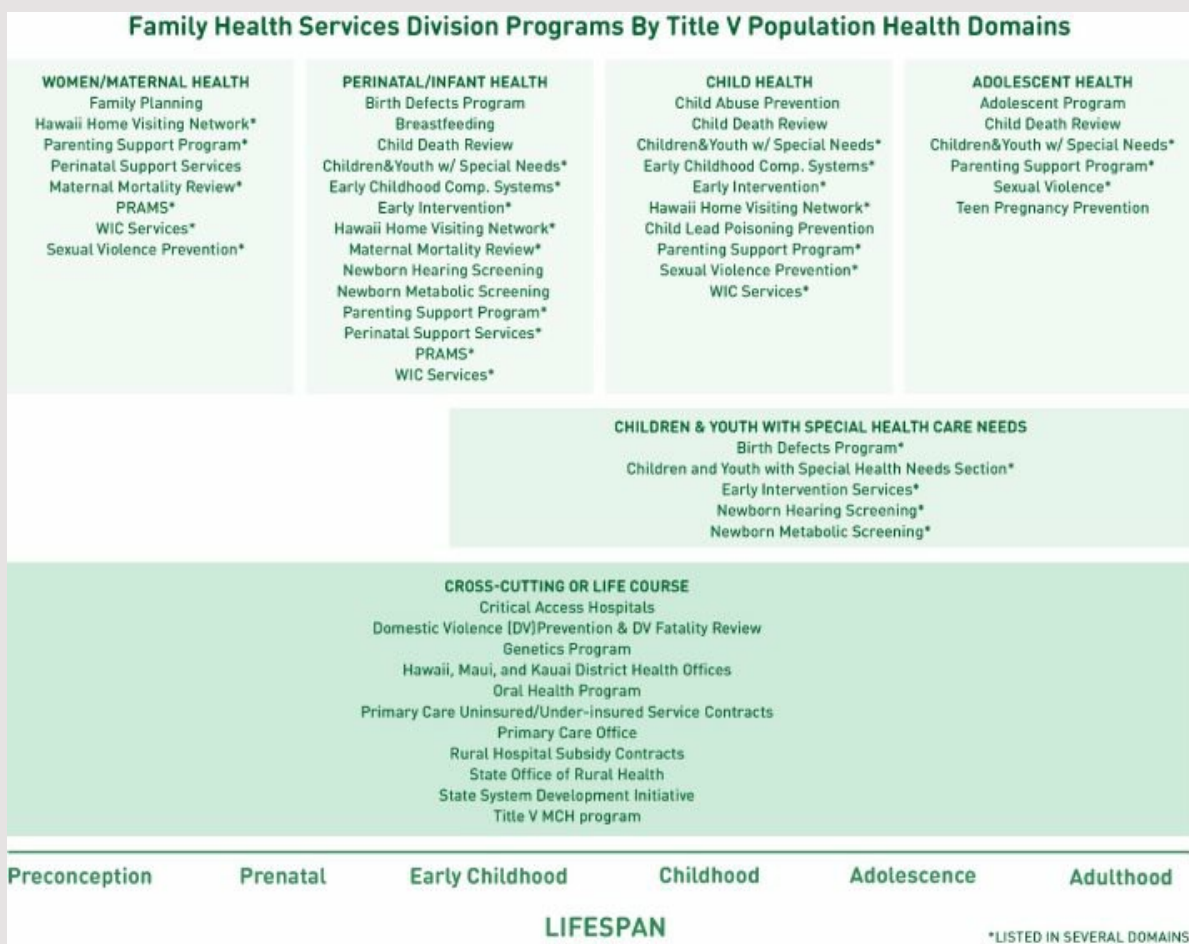 Family Health Services Division Programs By Title V Population Health Domains
WOMEN/MATERNAL HEALTH
Family Planning
Hawaii Home Visiting Network*
Parenting Support Program*
Perinatal Support Services
Maternal Mortality Review*
PRAMS*
WIC Services*
Sexual Violence Prevention*
PERINATAL/INFANT HEALTH
Birth Defects Program
Breastfeeding
Child Death Review
Children&Youth w/ Special Needs*
Early Childhood Comp. Systems*
Early Intervention*
Hawaii Home Visiting Network*
Maternal Mortality Review*
Newborn Hearing Screening
Newborn Metabolic Screening
Parenting Support Program*
Perinatal Support Services*
PRAMS*
WIC Services*
CHILD HEALTH
Child Abuse Prevention
Child Death Review
Children&Youth w/ Special Needs*
Early Childhood Comp. Systems*
Early Intervention*
Hawaii Home Visiting Network*
Child Lead Poisoning Prevention
Parenting Support Program*
Sexual Violence Prevention*
WIC Services*
ADOLESCENT HEALTH
Adolescent Program
Child Death Review
Children&Youth w/ Special Needs*
Parenting Support Program*
Sexual Violence*
Teen Pregnancy Prevention
CHILDREN & YOUTH WITH SPECIAL HEALTH CARE NEEDS
Birth Defects Program*
Children and Youth with Special Health Needs Section*
Early Intervention Services*
Newborn Hearing Screening*
Newborn Metabolic Screening*
CROSS-CUTTING OR LIFE COURSE
Critical Access Hospitals
Domestic Violence (DV)Prevention & DV Fatality Review
Genetics Program
Hawaii, Maui, and Kauai District Health Offices
Oral Health Program
Primary Care Uninsured/Under-insured Service Contracts
Primary Care Office
Rural Hospital Subsidy Contracts
State Office of Rural Health
State System Development Initiative
Title V MCH program
Preconception Prenatal Early Childhood Childhood Adolescence Adulthood
LIFESPAN
*LISTED IN SEVERAL DOMAINS